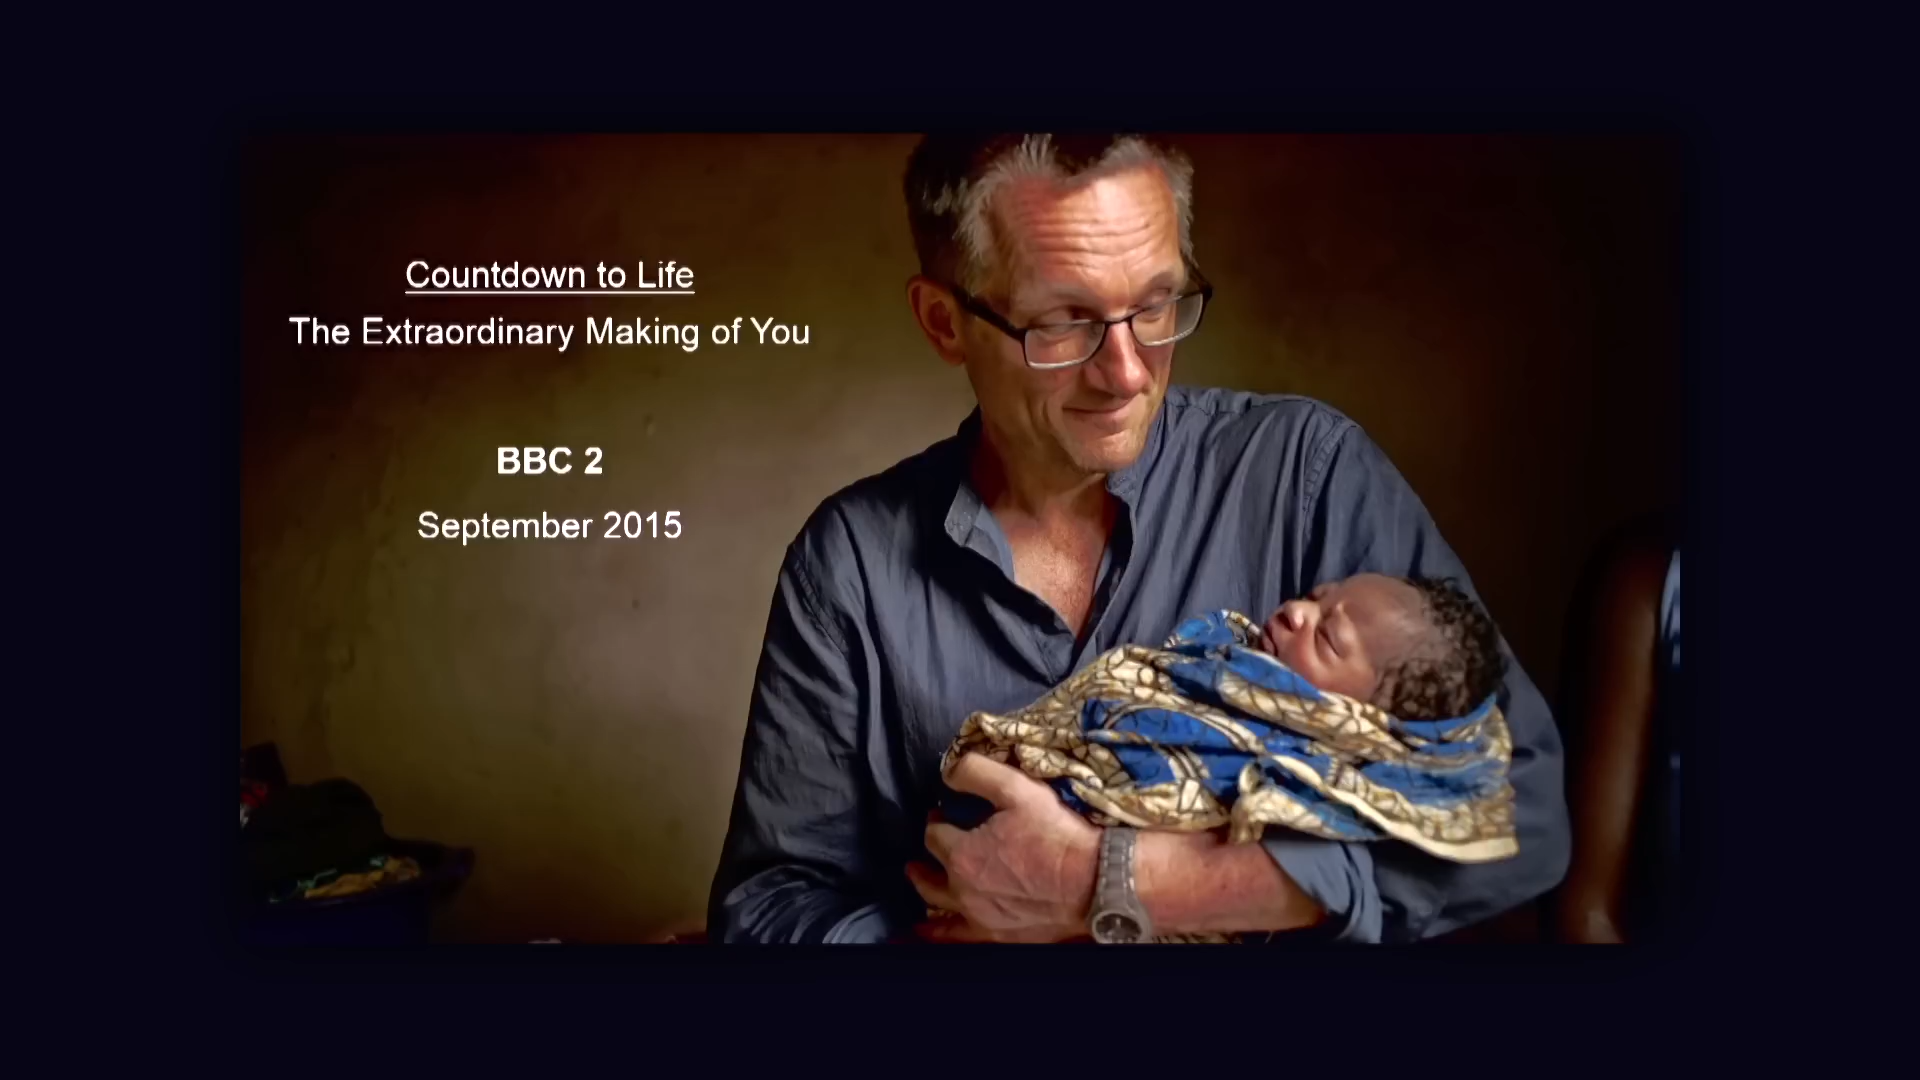 Countdown to Life
The Extraordinary Making of You
BBC 2
September 2015